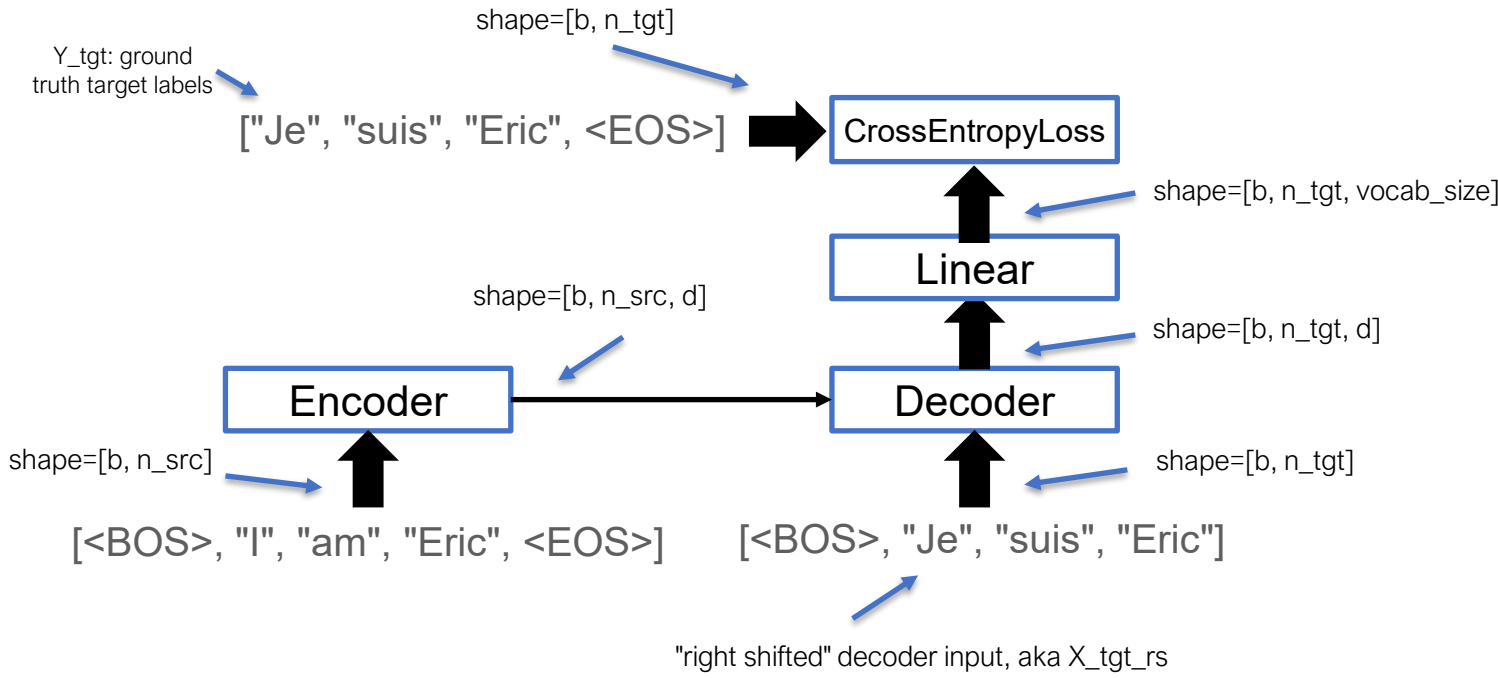 shape=[b, n_tgt]
Y_tgt: ground
truth target labels
["Je", "suis", "Eric", <EOS>]
CrossEntropyLoss
shape=[b, n_tgt, vocab_size]
Linear
shape=[b, n_src, d]
shape=[b, n_tgt, d]
Encoder
Decoder
shape=[b, n_src]
shape=[b, n_tgt]
[<BOS>, "I", "am", "Eric", <EOS>]
[<BOS>, "Je", "suis", "Eric"]
"right shifted" decoder input, aka X_tgt_rs